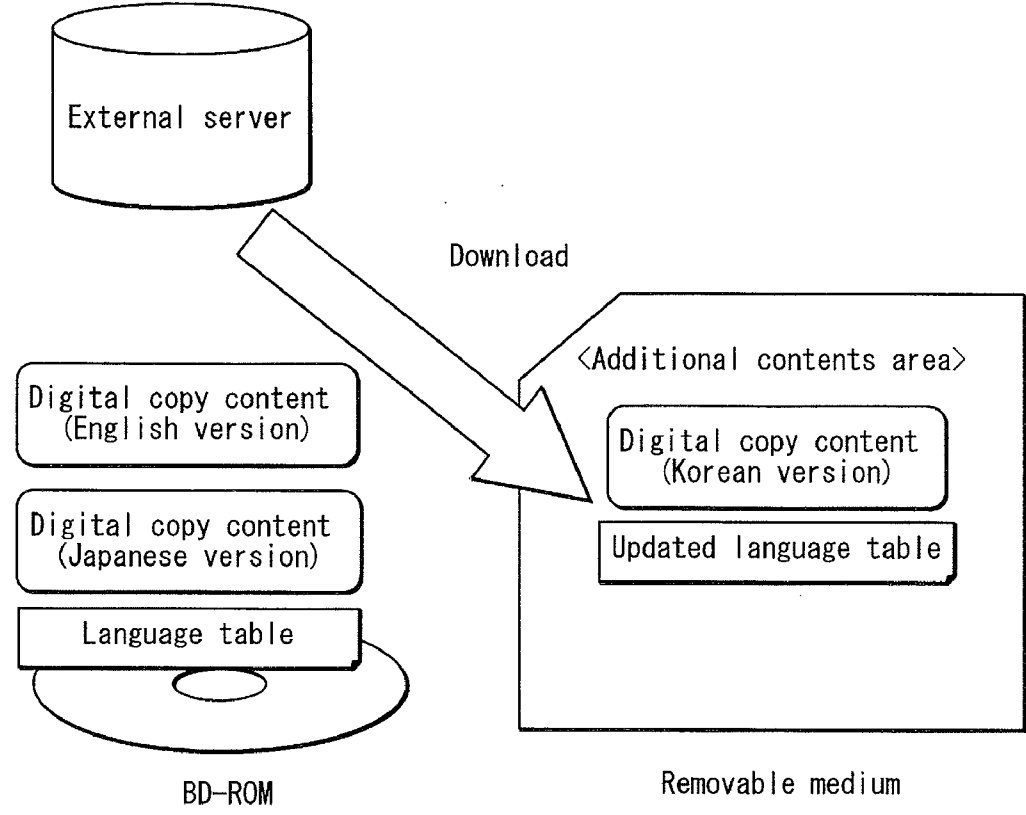 External server
Download
<Additional contents area>
Digital copy content
(English version)
Digital copy content
(Korean version)
Digital copy content
(Japanese version)
Updated language table
Language table
BD-ROM
Removable medium